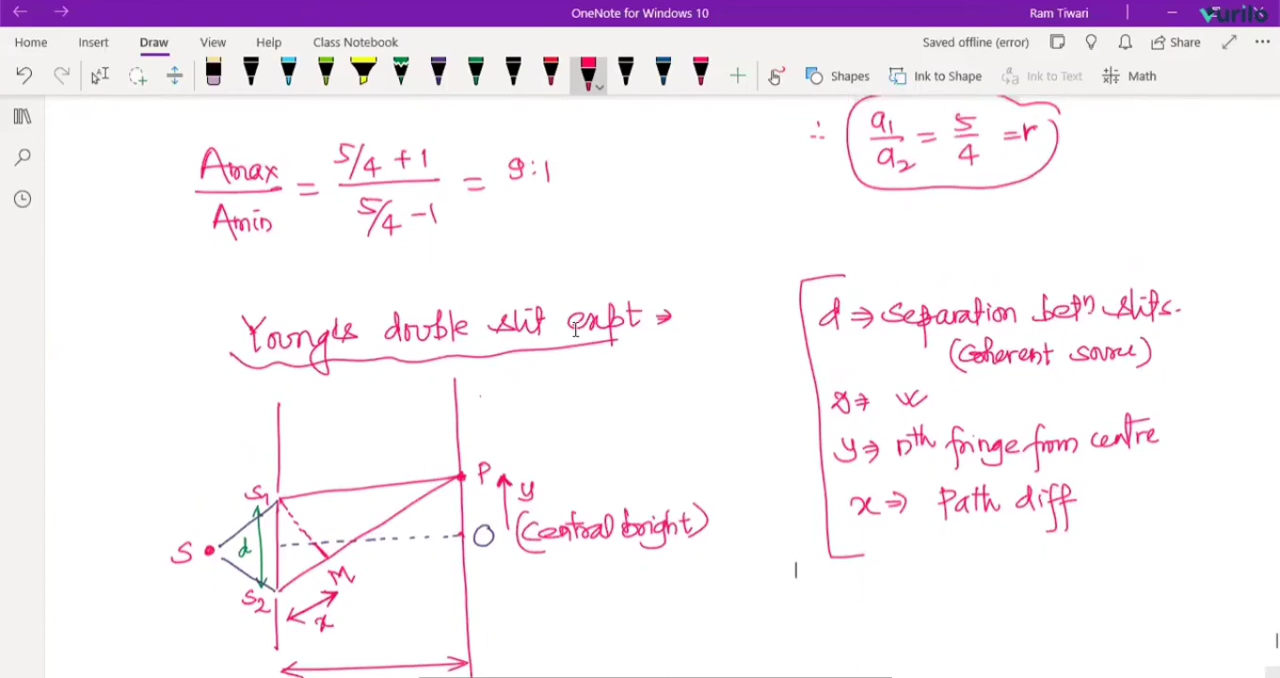 OneNote for Windows 10
Ram Tiwari
Vurilo
Home Insert Draw View Help Class Notebook
Saved offline (error) Share
Shapes Ink to Shape Ink to Text Math
Amax/Amin = (5/4 + 1)/(5/4 - 1) = 9:1
∴ a1/a2 = 5/4 = r
Young's double slit expt ⇒
d ⇒ Separation betn slits.
(Coherent source)
y ⇒ nth fringe from centre
x ⇒ Path diff
S1
P
y
S
d
O (Central bright)
S2
M
x